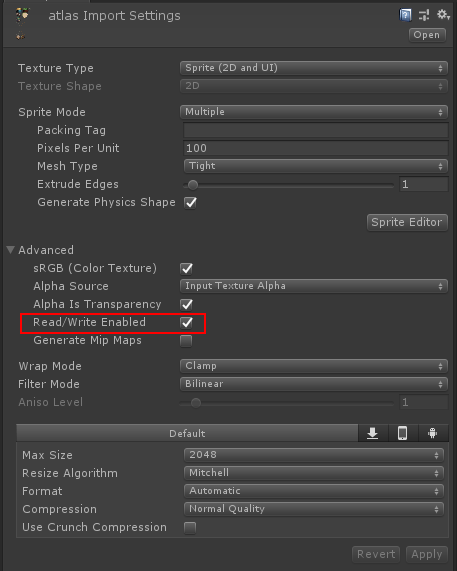 atlas Import Settings
Open
Texture Type Sprite (2D and UI)
Texture Shape 2D
Sprite Mode Multiple
Packing Tag
Pixels Per Unit 100
Mesh Type Tight
Extrude Edges 1
Generate Physics Shape
Sprite Editor
Advanced
sRGB (Color Texture)
Alpha Source Input Texture Alpha
Alpha Is Transparency
Read/Write Enabled
Generate Mip Maps
Wrap Mode Clamp
Filter Mode Bilinear
Aniso Level 1
Default
Max Size 2048
Resize Algorithm Mitchell
Format Automatic
Compression Normal Quality
Use Crunch Compression
Revert Apply